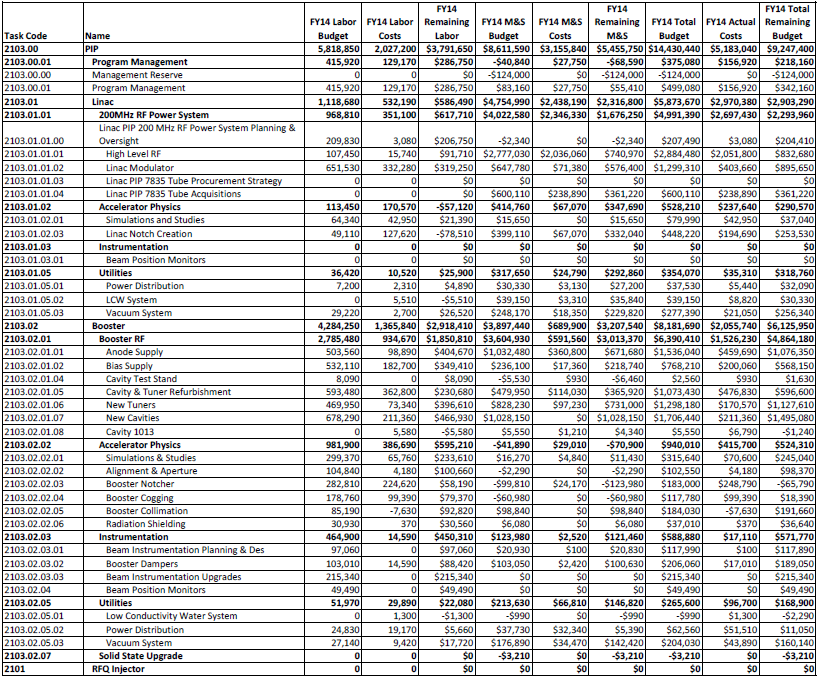 Task Code Name FY14 Labor Budget FY14 Labor Costs FY14 Remaining Labor FY14 M&S Budget FY14 M&S Costs FY14 Remaining M&S FY14 Total Budget FY14 Actual Costs FY14 Total Remaining Budget
2103.00 PIP 5,818,850 2,027,200 $3,791,650 $8,611,590 $3,155,840 $5,455,750 $14,430,440 $5,183,040 $9,247,400
2103.00.01 Program Management 415,920 129,170 $286,750 -$40,840 $27,750 -$68,590 $375,080 $156,920 $218,160
2103.00.00 Management Reserve 0 0 $0 -$124,000 $0 -$124,000 -$124,000 $0 -$124,000
2103.00.01 Program Management 415,920 129,170 $286,750 $83,160 $27,750 $55,410 $499,080 $156,920 $342,160
2103.01 Linac 1,118,680 532,190 $586,490 $4,754,990 $2,438,190 $2,316,800 $5,873,670 $2,970,380 $2,903,290
2103.01.01 200MHz RF Power System 968,810 351,100 $617,710 $4,022,580 $2,346,330 $1,676,250 $4,991,390 $2,697,430 $2,293,960
Linac PIP 200 MHz RF Power System Planning &
2103.01.01.00 Oversight 209,830 3,080 $206,750 -$2,340 $0 -$2,340 $207,490 $3,080 $204,410
2103.01.01.01 High Level RF 107,450 15,740 $91,710 $2,777,030 $2,036,060 $740,970 $2,884,480 $2,051,800 $832,680
2103.01.01.02 Linac Modulator 651,530 332,280 $319,250 $647,780 $71,380 $576,400 $1,299,310 $403,660 $895,650
2103.01.01.03 Linac PIP 7835 Tube Procurement Strategy 0 0 $0 $0 $0 $0 $0 $0 $0
2103.01.01.04 Linac PIP 7835 Tube Acquisitions 0 0 $0 $600,110 $238,890 $361,220 $600,110 $238,890 $361,220
2103.01.02 Accelerator Physics 113,450 170,570 -$57,120 $414,760 $67,070 $347,690 $528,210 $237,640 $290,570
2103.01.02.01 Simulations and Studies 64,340 42,950 $21,390 $15,650 $0 $15,650 $79,990 $42,950 $37,040
2103.01.02.03 Linac Notch Creation 49,110 127,620 -$78,510 $399,110 $67,070 $332,040 $448,220 $194,690 $253,530
2103.01.03 Instrumentation 0 0 $0 $0 $0 $0 $0 $0 $0
2103.01.03.01 Beam Position Monitors 0 0 $0 $0 $0 $0 $0 $0 $0
2103.01.05 Utilities 36,420 10,520 $25,900 $317,650 $24,790 $292,860 $354,070 $35,310 $318,760
2103.01.05.01 Power Distribution 7,200 2,310 $4,890 $30,330 $3,130 $27,200 $37,530 $5,440 $32,090
2103.01.05.02 LCW System 0 5,510 -$5,510 $39,150 $3,310 $35,840 $39,150 $8,820 $30,330
2103.01.05.03 Vacuum System 29,220 2,700 $26,520 $248,170 $18,350 $229,820 $277,390 $21,050 $256,340
2103.02 Booster 4,284,250 1,365,840 $2,918,410 $3,897,440 $689,900 $3,207,540 $8,181,690 $2,055,740 $6,125,950
2103.02.01 Booster RF 2,785,480 934,670 $1,850,810 $3,604,930 $591,560 $3,013,370 $6,390,410 $1,526,230 $4,864,180
2103.02.01.01 Anode Supply 503,560 98,890 $404,670 $1,032,480 $360,800 $671,680 $1,536,040 $459,690 $1,076,350
2103.02.01.02 Bias Supply 532,110 182,700 $349,410 $236,100 $17,360 $218,740 $768,210 $200,060 $568,150
2103.02.01.04 Cavity Test Stand 8,090 0 $8,090 -$5,530 $930 -$6,460 $2,560 $930 $1,630
2103.02.01.05 Cavity & Tuner Refurbishment 593,480 362,800 $230,680 $479,950 $114,030 $365,920 $1,073,430 $476,830 $596,600
2103.02.01.06 New Tuners 469,950 73,340 $396,610 $828,230 $97,230 $731,000 $1,298,180 $170,570 $1,127,610
2103.02.01.07 New Cavities 678,290 211,360 $466,930 $1,028,150 $0 $1,028,150 $1,706,440 $211,360 $1,495,080
2103.02.01.08 Cavity 1013 0 5,580 -$5,580 $5,550 $1,210 $4,340 $5,550 $6,790 -$1,240
2103.02.02 Accelerator Physics 981,900 386,690 $595,210 -$41,890 $29,010 -$70,900 $940,010 $415,700 $524,310
2103.02.02.01 Simulations & Studies 299,370 65,760 $233,610 $16,270 $4,840 $11,430 $315,640 $70,600 $245,040
2103.02.02.02 Alignment & Aperture 104,840 4,180 $100,660 -$2,290 $0 -$2,290 $102,550 $4,180 $98,370
2103.02.02.03 Booster Notcher 282,810 224,620 $58,190 -$99,810 $24,170 -$123,980 $183,000 $248,790 -$65,790
2103.02.02.04 Booster Cogging 178,760 99,390 $79,370 -$60,980 $0 -$60,980 $117,780 $99,390 $18,390
2103.02.02.05 Booster Collimation 85,190 -7,630 $92,820 $98,840 $0 $98,840 $184,030 -$7,630 $191,660
2103.02.02.06 Radiation Shielding 30,930 370 $30,560 $6,080 $0 $6,080 $37,010 $370 $36,640
2103.02.03 Instrumentation 464,900 14,590 $450,310 $123,980 $2,520 $121,460 $588,880 $17,110 $571,770
2103.02.03.01 Beam Instrumentation Planning & Des 97,060 0 $97,060 $20,930 $100 $20,830 $117,990 $100 $117,890
2103.02.03.02 Booster Dampers 103,010 14,590 $88,420 $103,050 $2,420 $100,630 $206,060 $17,010 $189,050
2103.02.03.03 Beam Instrumentation Upgrades 215,340 0 $215,340 $0 $0 $0 $215,340 $0 $215,340
2103.02.04 Beam Position Monitors 49,490 0 $49,490 $0 $0 $0 $49,490 $0 $49,490
2103.02.05 Utilities 51,970 29,890 $22,080 $213,630 $66,810 $146,820 $265,600 $96,700 $168,900
2103.02.05.01 Low Conductivity Water System 0 1,300 -$1,300 -$990 $0 -$990 -$990 $1,300 -$2,290
2103.02.05.02 Power Distribution 24,830 19,170 $5,660 $37,730 $32,340 $5,390 $62,560 $51,510 $11,050
2103.02.05.03 Vacuum System 27,140 9,420 $17,720 $176,890 $34,470 $142,420 $204,030 $43,890 $160,140
2103.02.07 Solid State Upgrade 0 0 $0 -$3,210 $0 -$3,210 -$3,210 $0 -$3,210
2101 RFQ Injector 0 0 $0 $0 $0 $0 $0 $0 $0